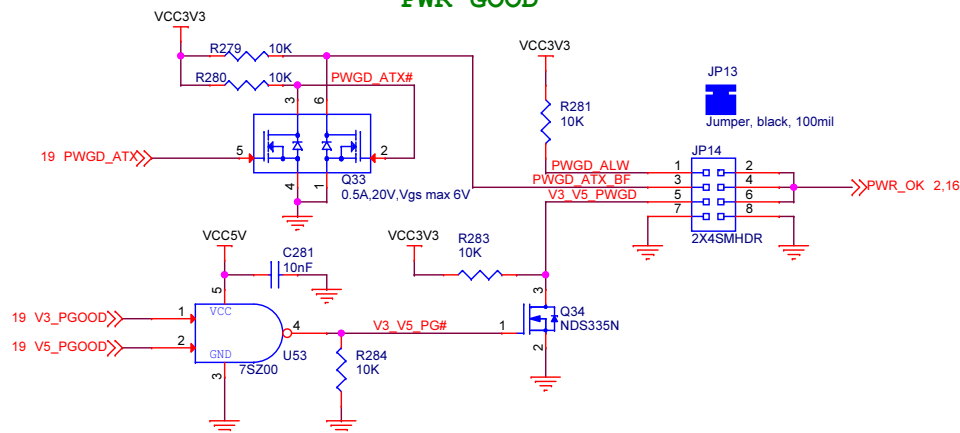 PWR GOOD
VCC3V3
R279 10K
R280 10K
PWGD_ATX#
3 6
19 PWGD_ATX
5 2
4 1
Q33
0.5A,20V,Vgs max 6V
VCC3V3
R281
10K
JP13
Jumper, black, 100mil
JP14
PWGD_ALW 1 2
PWGD_ATX_BF 3 4
V3_V5_PWGD 5 6
7 8
2X4SMHDR
PWR_OK 2,16
VCC5V
C281
10nF
VCC3V3
R283
10K
5
VCC
19 V3_PGOOD 1
19 V5_PGOOD 2
4
GND
U53
7SZ00
3
V3_V5_PG#
R284
10K
3
1
Q34
NDS335N
2